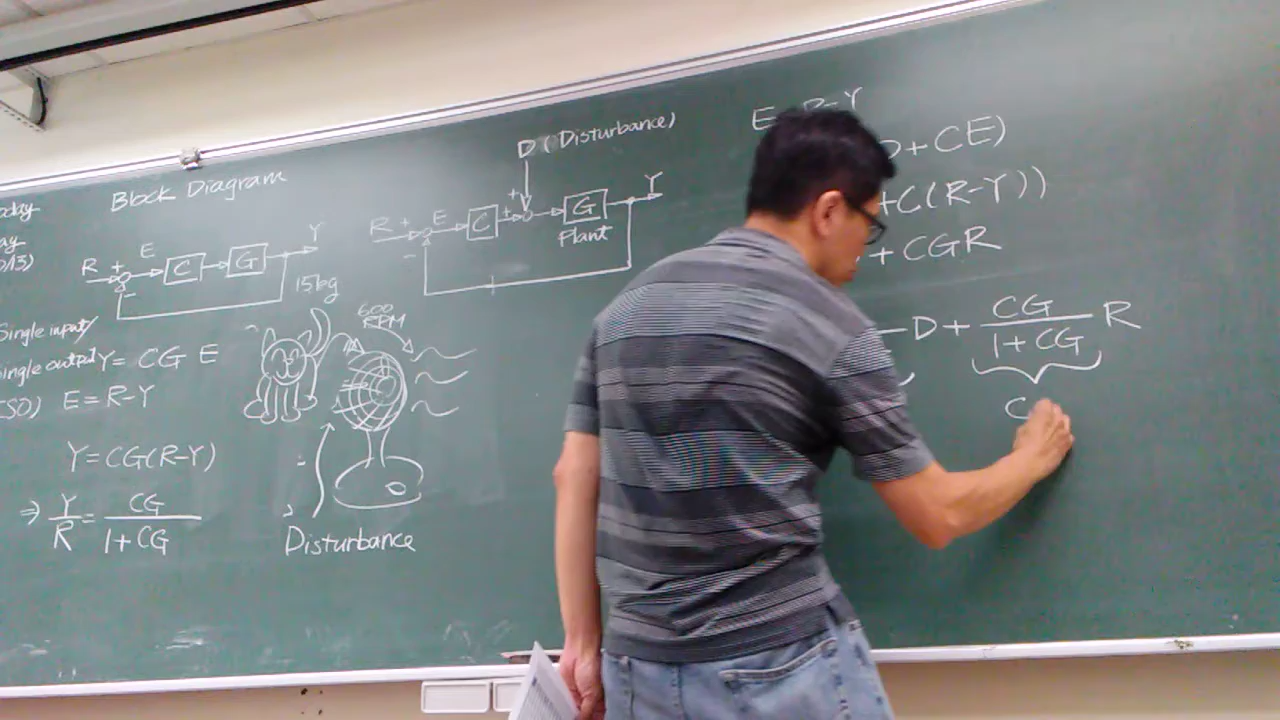 Block Diagram
R + E C G Y
-
Single input/
single output
Y = CG E
E = R-Y
Y = CG(R-Y)
⇒ Y/R = CG/(1+CG)
15kg
600 RPM
Disturbance
D (Disturbance)
R + E C + + G Y
-
Plant
E = R-Y
D + CE)
+C(R-Y))
+ CGR
D + CG/(1+CG) R
C